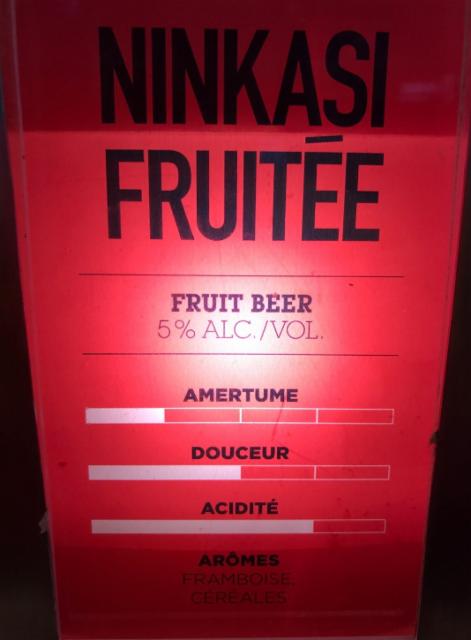 NINKASI
FRUITÉE
FRUIT BEER
5% ALC./VOL.
AMERTUME
DOUCEUR
ACIDITÉ
ARÔMES
FRAMBOISE,
CÉRÉALES